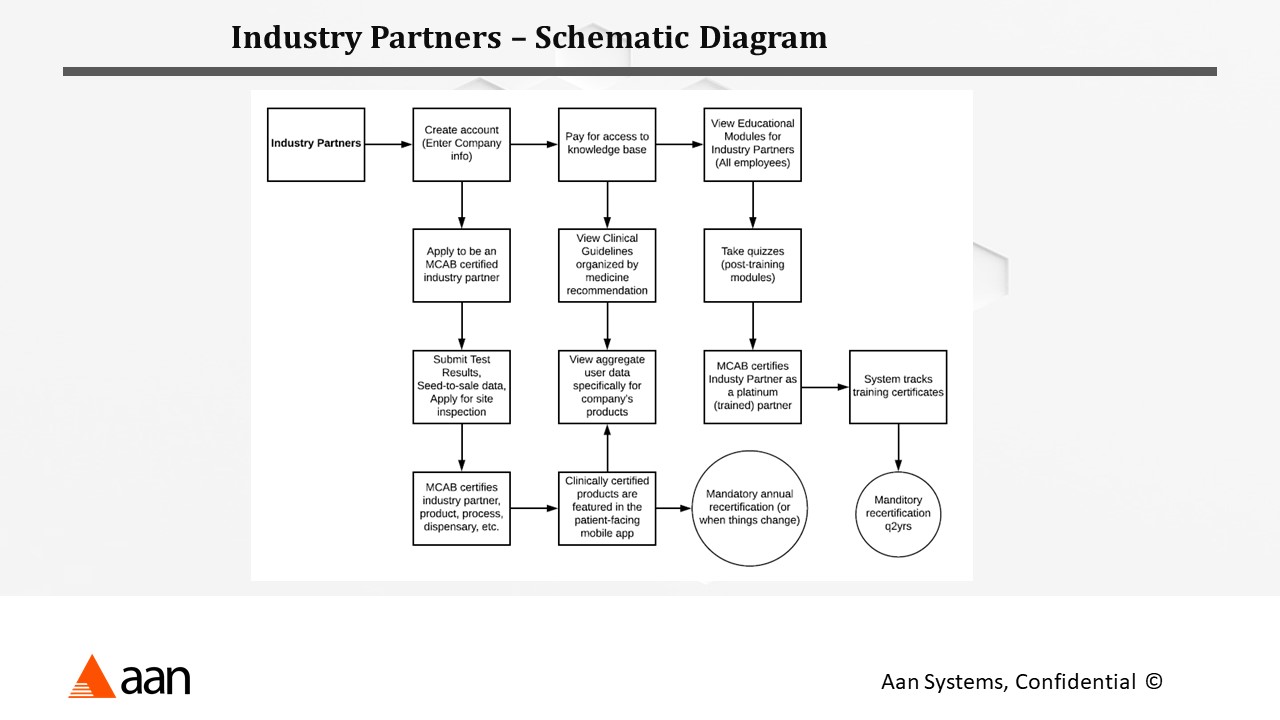 Industry Partners – Schematic Diagram
Industry Partners
Create account
(Enter Company
info)
Pay for access to
knowledge base
View Educational
Modules for
Industry Partners
(All employees)
Apply to be an
MCAB certified
industry partner
View Clinical
Guidelines
organized by
medicine
recommendation
Take quizzes
(post-training
modules)
Submit Test
Results,
Seed-to-sale data,
Apply for site
inspection
View aggregate
user data
specifically for
company's
products
MCAB certifies
Industy Partner as
a platinum
(trained) partner
System tracks
training certificates
MCAB certifies
industry partner,
product, process,
dispensary, etc.
Clinically certified
products are
featured in the
patient-facing
mobile app
Mandatory annual
recertification (or
when things change)
Manditory
recertification
q2yrs
aan
Aan Systems, Confidential ©